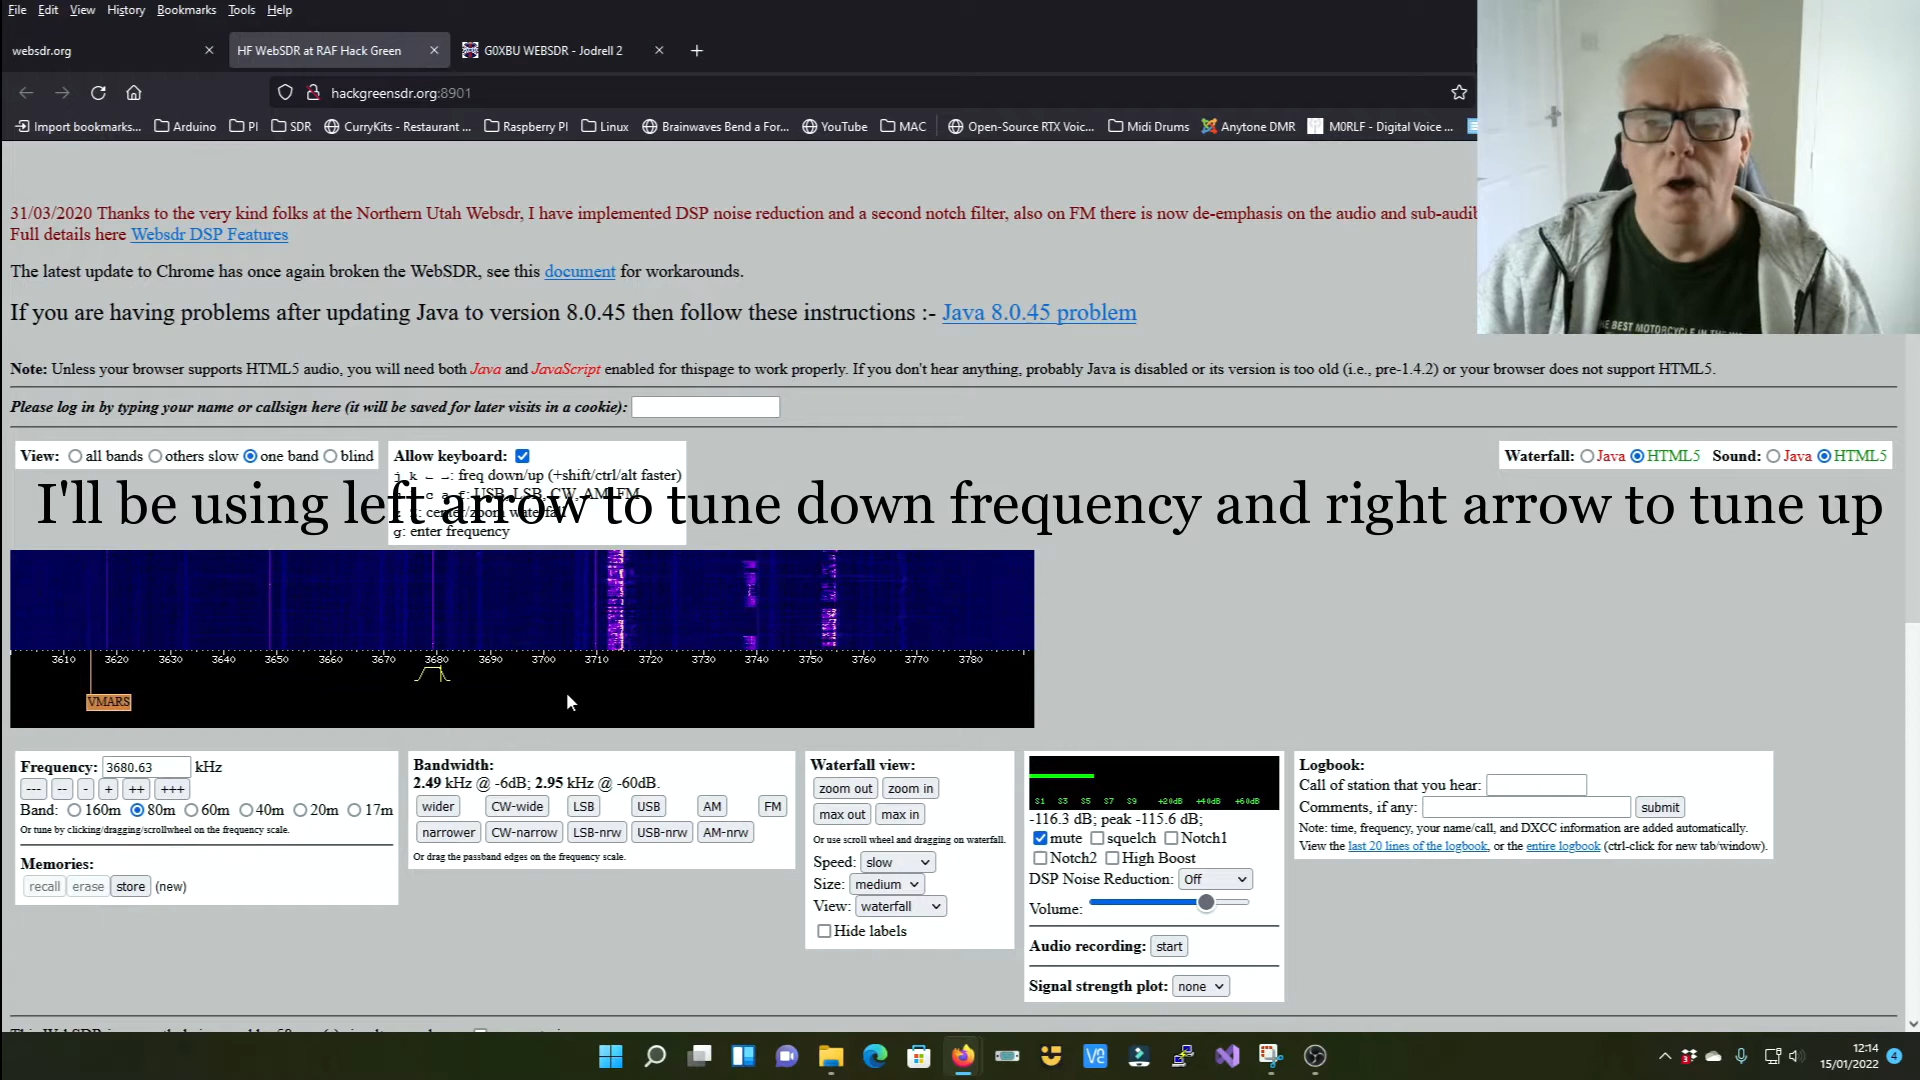 File Edit View History Bookmarks Tools Help
websdr.org HF WebSDR at RAF Hack Green G0XBU WEBSDR - Jodrell 2
hackgreensdr.org:8901
Import bookmarks... Arduino PI SDR CurryKits - Restaurant ... Raspberry PI Linux Brainwaves Bend a For... YouTube MAC Open-Source RTX Voic... Midi Drums Anytone DMR M0RLF - Digital Voice ...
31/03/2020 Thanks to the very kind folks at the Northern Utah Websdr, I have implemented DSP noise reduction and a second notch filter, also on FM there is now de-emphasis on the audio and sub-audib
Full details here Websdr DSP Features
The latest update to Chrome has once again broken the WebSDR, see this document for workarounds.
If you are having problems after updating Java to version 8.0.45 then follow these instructions :- Java 8.0.45 problem
Note: Unless your browser supports HTML5 audio, you will need both Java and JavaScript enabled for thispage to work properly. If you don't hear anything, probably Java is disabled or its version is too old (i.e., pre-1.4.2) or your browser does not support HTML5.
Please log in by typing your name or callsign here (it will be saved for later visits in a cookie):
View: all bands others slow one band blind
Allow keyboard:
j k freq down/up (+shift/ctrl/alt faster)
USB, LSB, CW, AM, FM
center/zoom waterfall
g: enter frequency
Waterfall: Java HTML5 Sound: Java HTML5
I'll be using left arrow to tune down frequency and right arrow to tune up
3610 3620 3630 3640 3650 3660 3670 3680 3690 3700 3710 3720 3730 3740 3750 3760 3770 3780
VMARS
Frequency: 3680.63 kHz
--- -- - + ++ +++
Band: 160m 80m 60m 40m 20m 17m
Or tune by clicking/dragging/scrollwheel on the frequency scale.
Memories:
recall erase store (new)
Bandwidth:
2.49 kHz @ -6dB; 2.95 kHz @ -60dB.
wider CW-wide LSB USB AM FM
narrower CW-narrow LSB-nrw USB-nrw AM-nrw
Or drag the passband edges on the frequency scale.
Waterfall view:
zoom out zoom in
max out max in
Or use scroll wheel and dragging on waterfall.
Speed: slow
Size: medium
View: waterfall
Hide labels
S1 S3 S5 S7 S9 +20dB +40dB +60dB
-116.3 dB; peak -115.6 dB;
mute squelch Notch1
Notch2 High Boost
DSP Noise Reduction: Off
Volume:
Audio recording: start
Signal strength plot: none
Logbook:
Call of station that you hear:
Comments, if any: submit
Note: time, frequency, your name/call, and DXCC information are added automatically.
View the last 20 lines of the logbook, or the entire logbook (ctrl-click for new tab/window).
12:14
15/01/2022 4